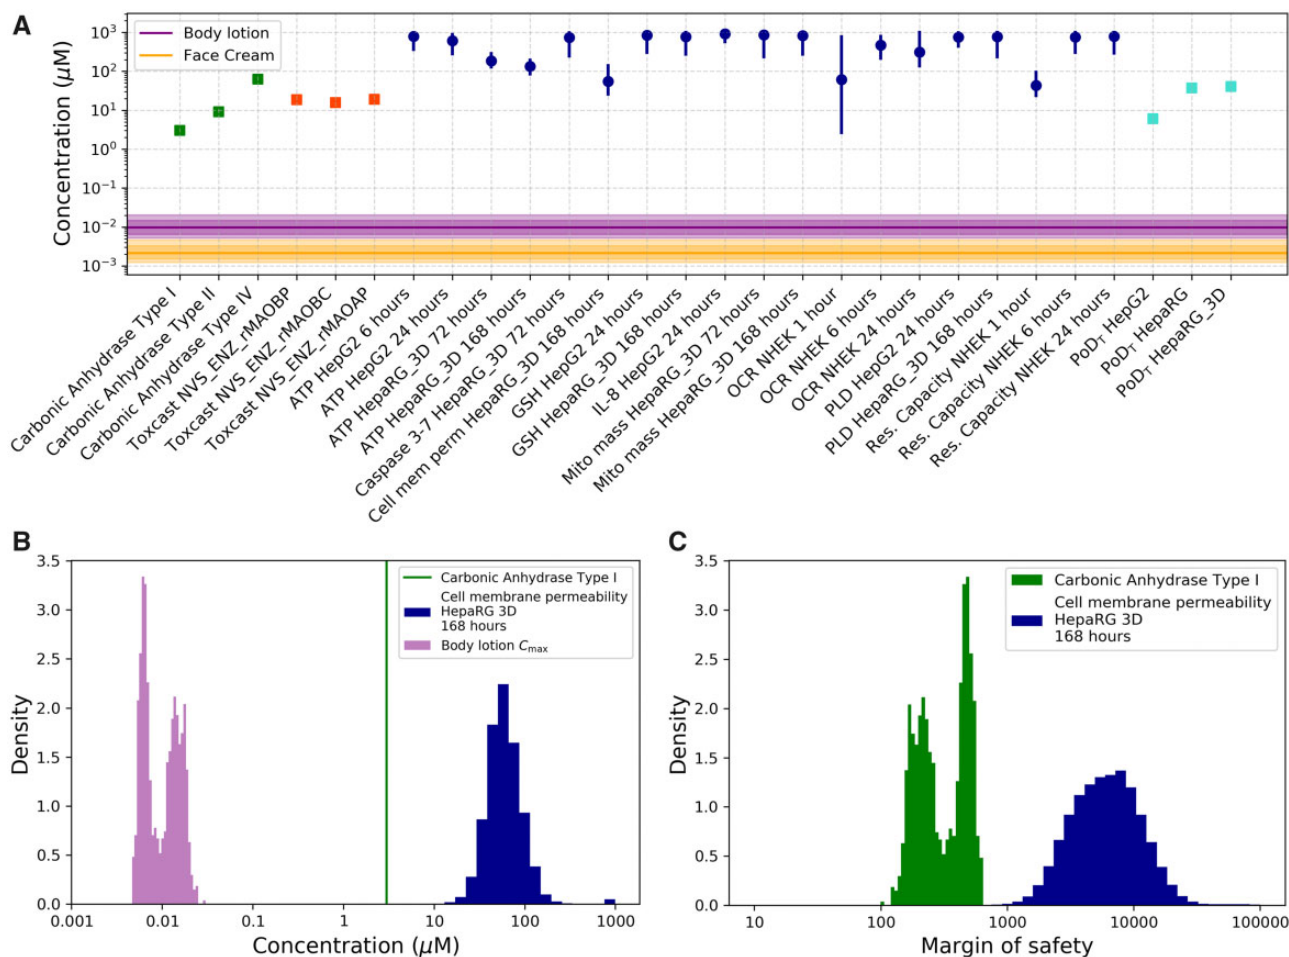 A
Body lotion
Face Cream
Concentration (μM)
10³
10²
10¹
10⁰
10⁻¹
10⁻²
10⁻³
Carbonic Anhydrase Type I
Carbonic Anhydrase Type II
Carbonic Anhydrase Type IV
Toxcast NVS_ENZ_rMAOBP
Toxcast NVS_ENZ_rMAOBC
Toxcast NVS_ENZ_rMAOAP
ATP HepG2 6 hours
ATP HepG2 24 hours
ATP HepaRG_3D 72 hours
ATP HepaRG_3D 168 hours
Caspase 3-7 HepaRG_3D 72 hours
Cell mem perm HepaRG_3D 168 hours
GSH HepG2 24 hours
GSH HepaRG_3D 168 hours
IL-8 HepG2 24 hours
Mito mass HepaRG_3D 72 hours
Mito mass HepaRG_3D 168 hours
OCR NHEK 1 hour
OCR NHEK 6 hours
OCR NHEK 24 hours
PLD HepG2 24 hours
PLD HepaRG_3D 168 hours
Res. Capacity NHEK 1 hour
Res. Capacity NHEK 6 hours
Res. Capacity NHEK 24 hours
PoD_T HepG2
PoD_T HepaRG
PoD_T HepaRG_3D
B
3.5
3.0
2.5
2.0
1.5
1.0
0.5
0.0
Density
Carbonic Anhydrase Type I
Cell membrane permeability
HepaRG 3D
168 hours
Body lotion C_max
0.001
0.01
0.1
1
10
100
1000
Concentration (μM)
C
3.5
3.0
2.5
2.0
1.5
1.0
0.5
0.0
Density
Carbonic Anhydrase Type I
Cell membrane permeability
HepaRG 3D
168 hours
10
100
1000
10000
100000
Margin of safety